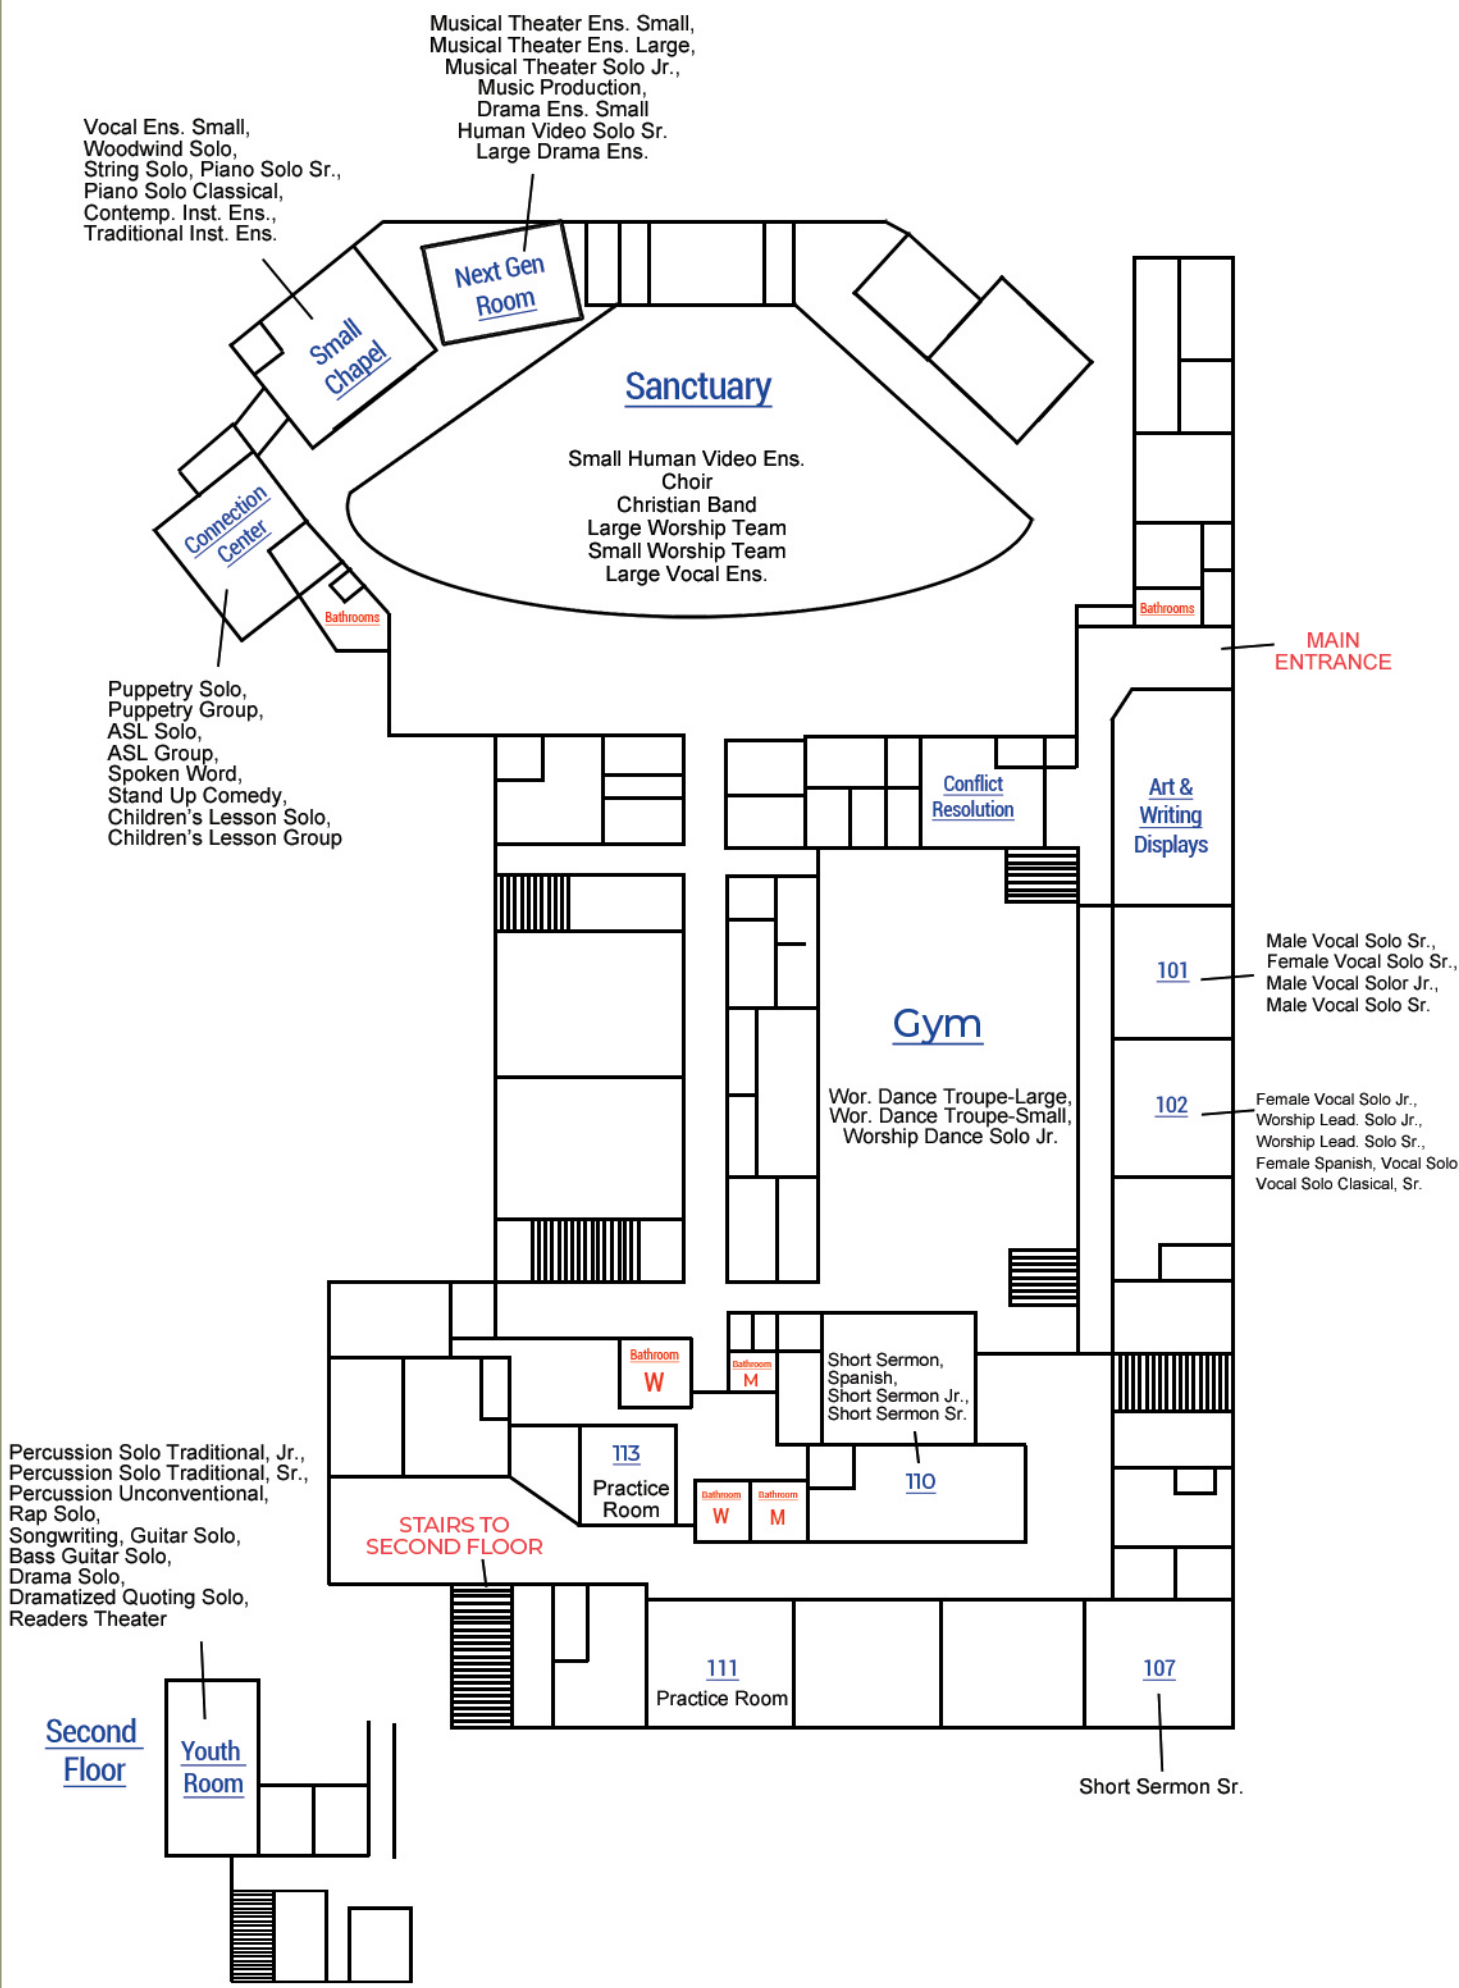 Musical Theater Ens. Small,
Musical Theater Ens. Large,
Musical Theater Solo Jr.,
Music Production,
Drama Ens. Small
Human Video Solo Sr.
Large Drama Ens.
Vocal Ens. Small,
Woodwind Solo,
String Solo, Piano Solo Sr.,
Piano Solo Classical,
Contemp. Inst. Ens.,
Traditional Inst. Ens.
Next Gen
Room
Small
Chapel
Sanctuary
Small Human Video Ens.
Choir
Christian Band
Large Worship Team
Small Worship Team
Large Vocal Ens.
Connection
Center
Bathrooms
Bathrooms
MAIN
ENTRANCE
Puppetry Solo,
Puppetry Group,
ASL Solo,
ASL Group,
Spoken Word,
Stand Up Comedy,
Children's Lesson Solo,
Children's Lesson Group
Conflict
Resolution
Art &
Writing
Displays
101
Male Vocal Solo Sr.,
Female Vocal Solo Sr.,
Male Vocal Solor Jr.,
Male Vocal Solo Sr.
Gym
Wor. Dance Troupe-Large,
Wor. Dance Troupe-Small,
Worship Dance Solo Jr.
102
Female Vocal Solo Jr.,
Worship Lead. Solo Jr.,
Worship Lead. Solo Sr.,
Female Spanish, Vocal Solo
Vocal Solo Clasical, Sr.
Bathroom
W
Bathroom
M
Short Sermon,
Spanish,
Short Sermon Jr.,
Short Sermon Sr.
113
Practice
Room
Bathroom
W
Bathroom
M
110
Percussion Solo Traditional, Jr.,
Percussion Solo Traditional, Sr.,
Percussion Unconventional,
Rap Solo,
Songwriting, Guitar Solo,
Bass Guitar Solo,
Drama Solo,
Dramatized Quoting Solo,
Readers Theater
STAIRS TO
SECOND FLOOR
111
Practice Room
107
Short Sermon Sr.
Second
Floor
Youth
Room